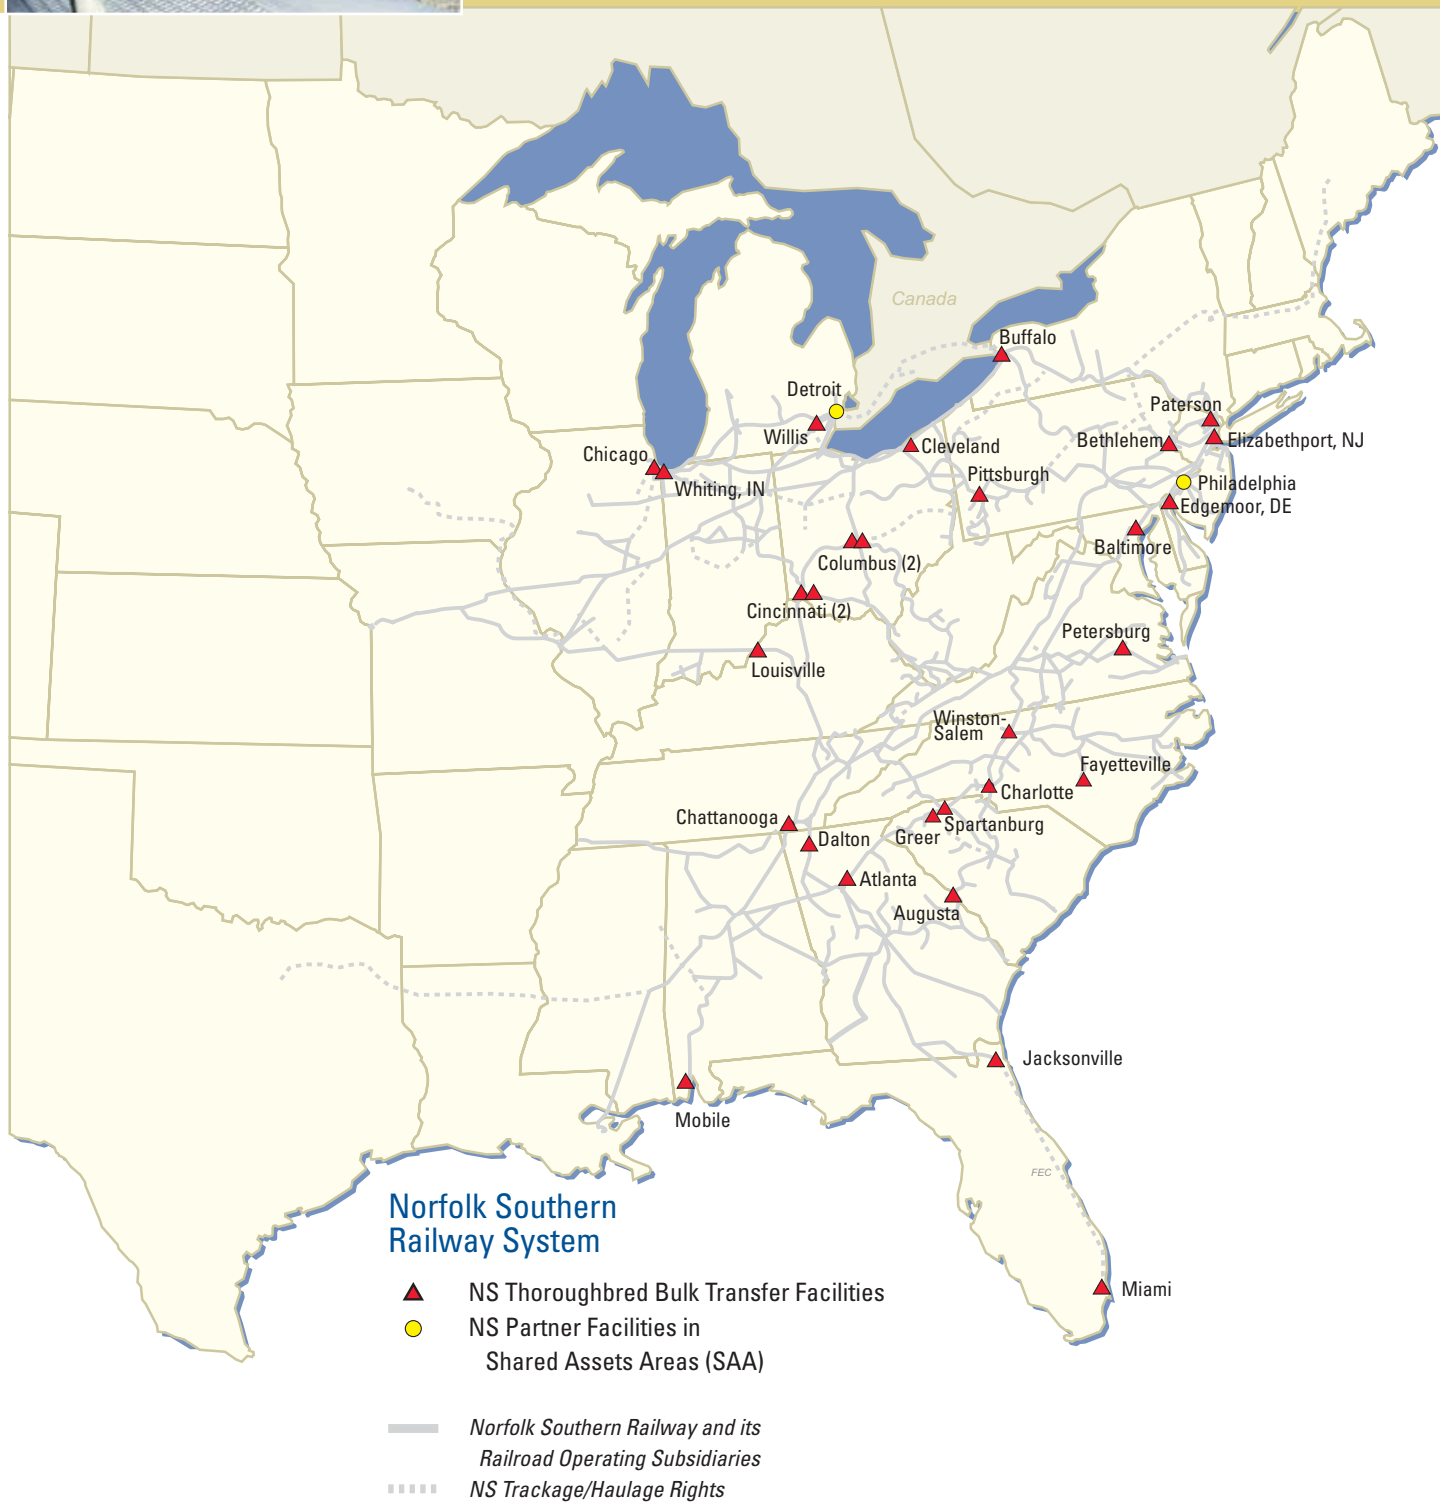 Canada
Buffalo
Detroit
Willis
Paterson
Bethlehem
Elizabethport, NJ
Cleveland
Chicago
Whiting, IN
Pittsburgh
Philadelphia
Edgemoor, DE
Baltimore
Columbus (2)
Cincinnati (2)
Petersburg
Louisville
Winston-
Salem
Fayetteville
Charlotte
Chattanooga
Spartanburg
Greer
Dalton
Atlanta
Augusta
Jacksonville
Mobile
FEC
Miami
Norfolk Southern
Railway System
NS Thoroughbred Bulk Transfer Facilities
NS Partner Facilities in
Shared Assets Areas (SAA)
Norfolk Southern Railway and its
Railroad Operating Subsidiaries
NS Trackage/Haulage Rights